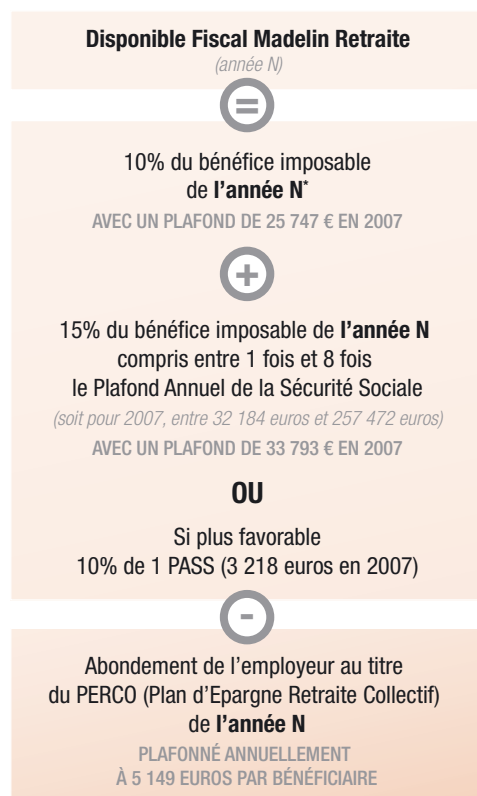 Disponible Fiscal Madelin Retraite
(année N)
=
10% du bénéfice imposable
de l'année N*
AVEC UN PLAFOND DE 25 747 € EN 2007
+
15% du bénéfice imposable de l'année N
compris entre 1 fois et 8 fois
le Plafond Annuel de la Sécurité Sociale
(soit pour 2007, entre 32 184 euros et 257 472 euros)
AVEC UN PLAFOND DE 33 793 € EN 2007
OU
Si plus favorable
10% de 1 PASS (3 218 euros en 2007)
-
Abondement de l'employeur au titre
du PERCO (Plan d'Epargne Retraite Collectif)
de l'année N
PLAFONNÉ ANNUELLEMENT
À 5 149 EUROS PAR BÉNÉFICIAIRE